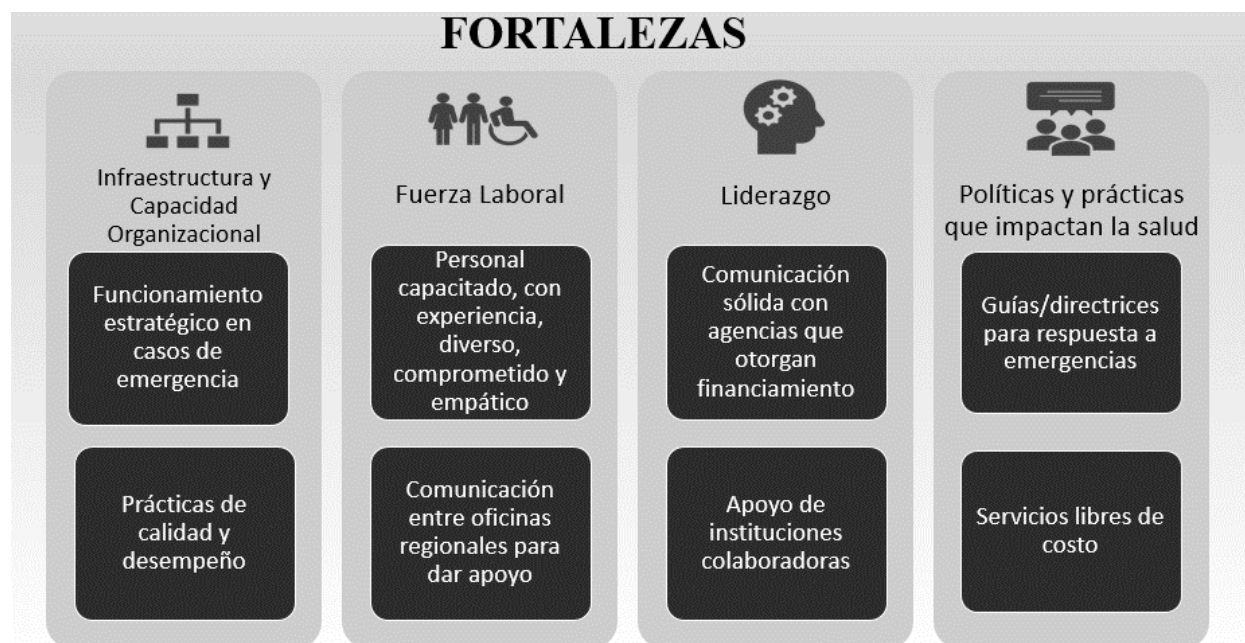 FORTALEZAS
Infraestructura y
Capacidad
Organizacional
Funcionamiento
estratégico en
casos de
emergencia
Prácticas de
calidad y
desempeño
Fuerza Laboral
Personal
capacitado, con
experiencia,
diverso,
comprometido y
empático
Comunicación
entre oficinas
regionales para
dar apoyo
Liderazgo
Comunicación
sólida con
agencias que
otorgan
financiamiento
Apoyo de
instituciones
colaboradoras
Políticas y prácticas
que impactan la salud
Guías/directrices
para respuesta a
emergencias
Servicios libres de
costo